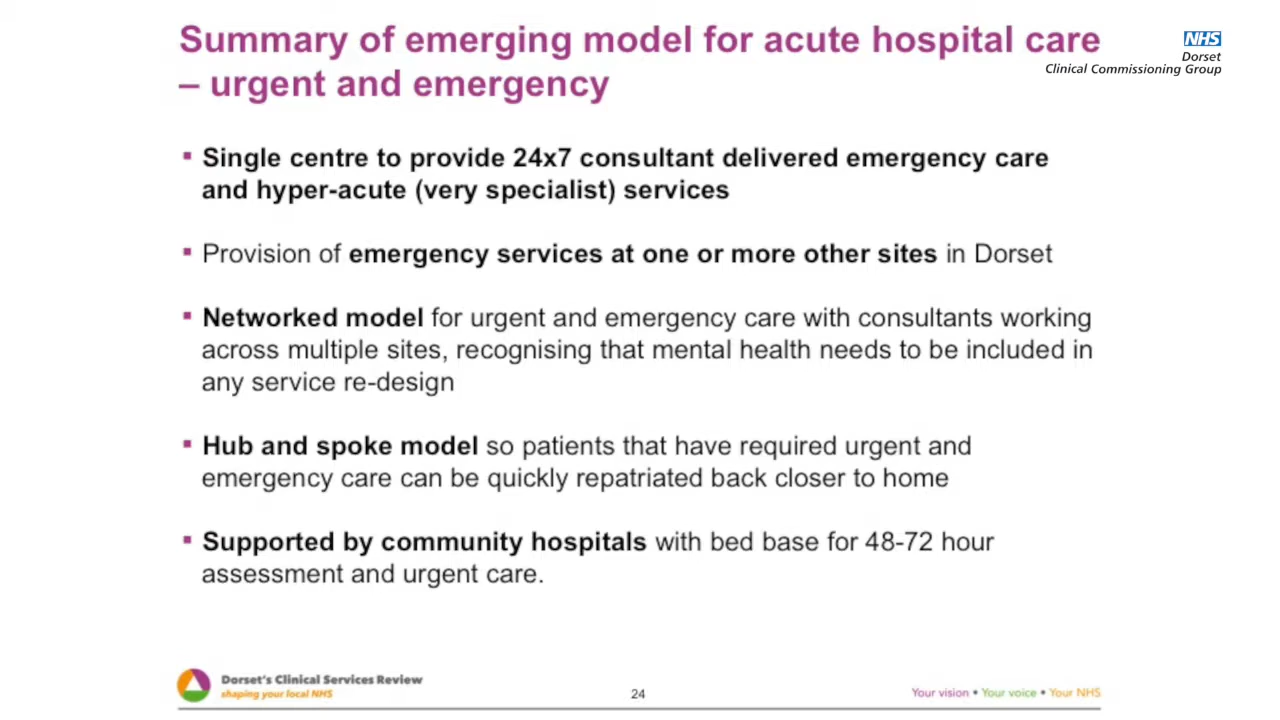 Summary of emerging model for acute hospital care
– urgent and emergency
NHS
Dorset
Clinical Commissioning Group
▪ Single centre to provide 24x7 consultant delivered emergency care
and hyper-acute (very specialist) services
▪ Provision of emergency services at one or more other sites in Dorset
▪ Networked model for urgent and emergency care with consultants working
across multiple sites, recognising that mental health needs to be included in
any service re-design
▪ Hub and spoke model so patients that have required urgent and
emergency care can be quickly repatriated back closer to home
▪ Supported by community hospitals with bed base for 48-72 hour
assessment and urgent care.
Dorset's Clinical Services Review
shaping your local NHS
24
Your vision • Your voice • Your NHS